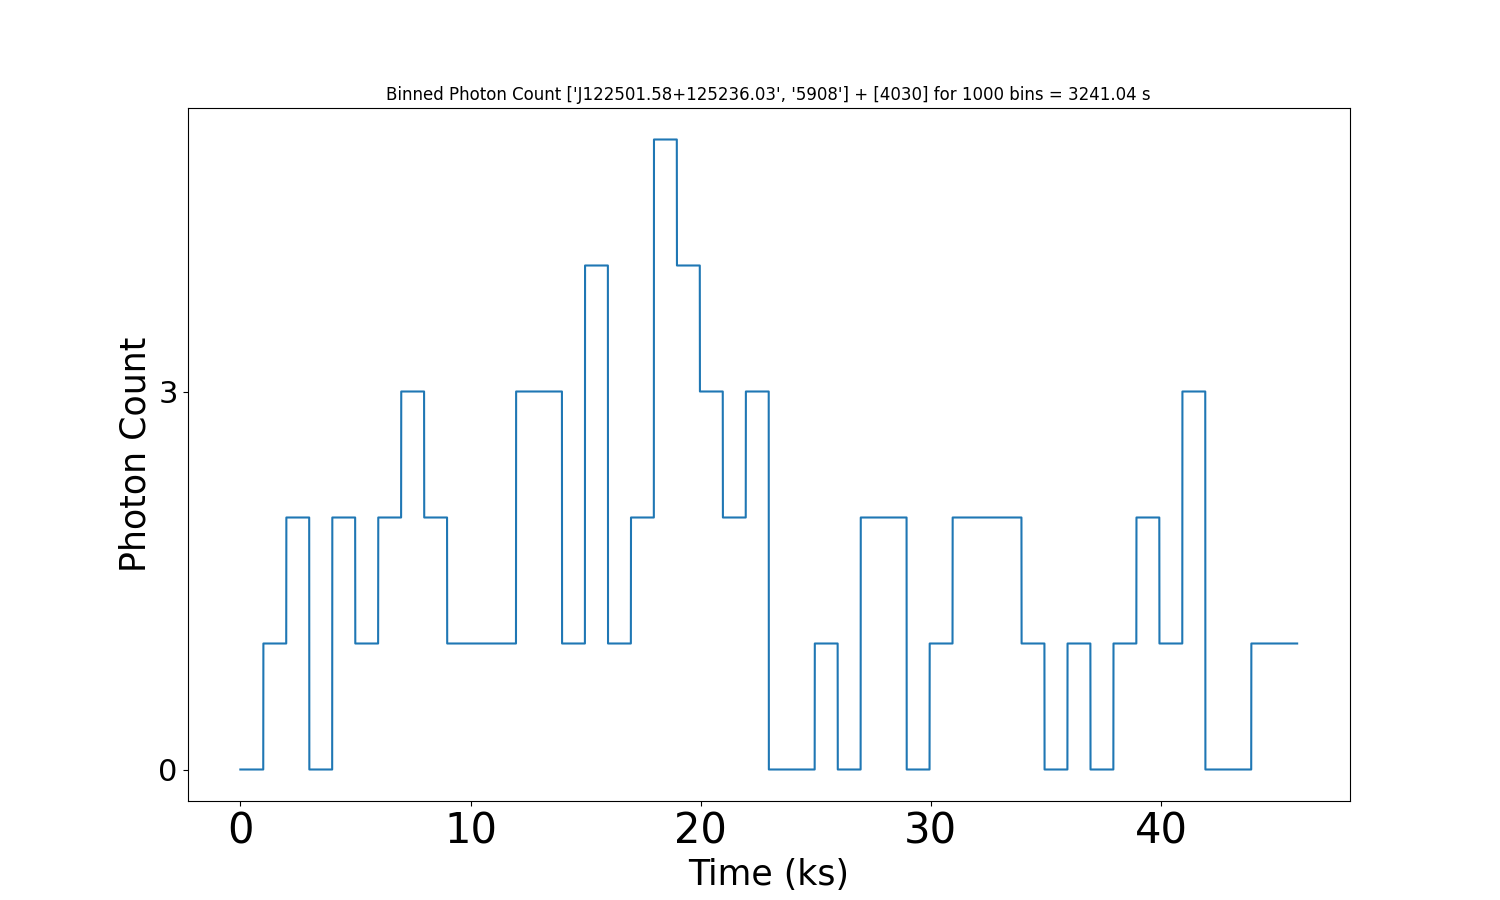 Binned Photon Count ['J122501.58+125236.03', '5908'] + [4030] for 1000 bins = 3241.04 s
Photon Count
3
0
0 10 20 30 40
Time (ks)